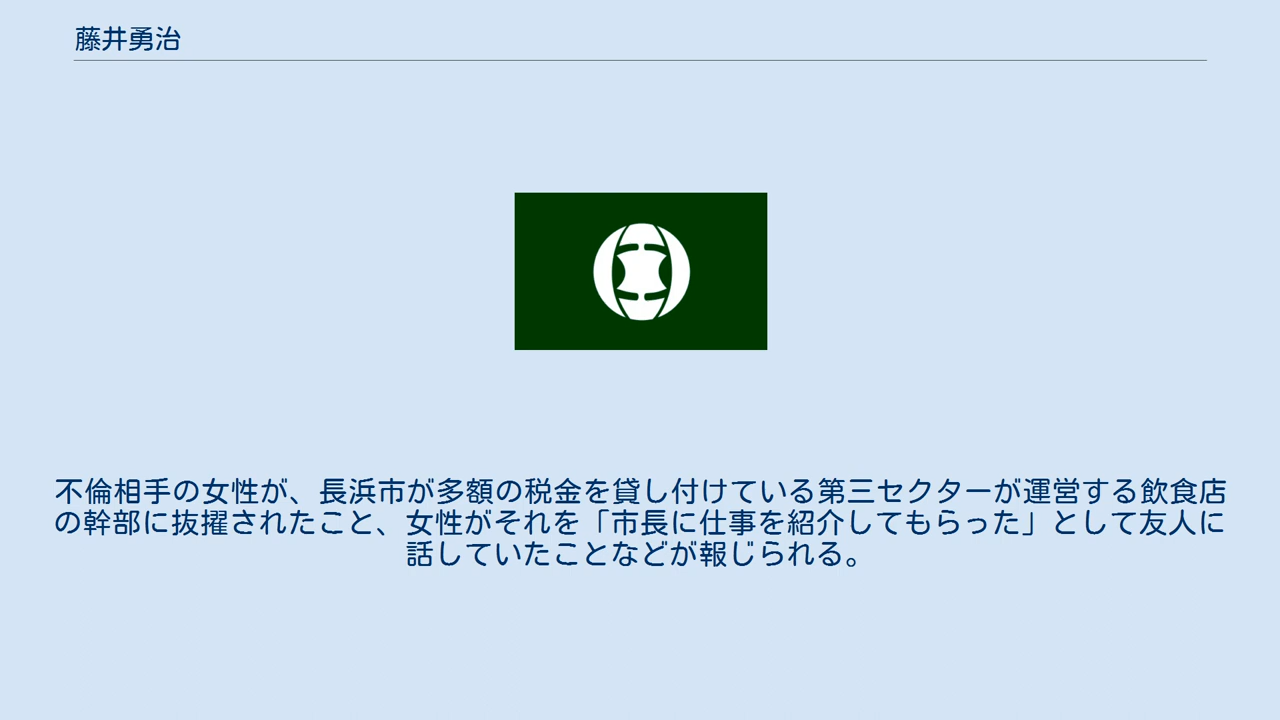 藤井勇治
不倫相手の女性が、長浜市が多額の税金を貸し付けている第三セクターが運営する飲食店
の幹部に抜擢されたこと、女性がそれを「市長に仕事を紹介してもらった」として友人に
話していたことなどが報じられる。